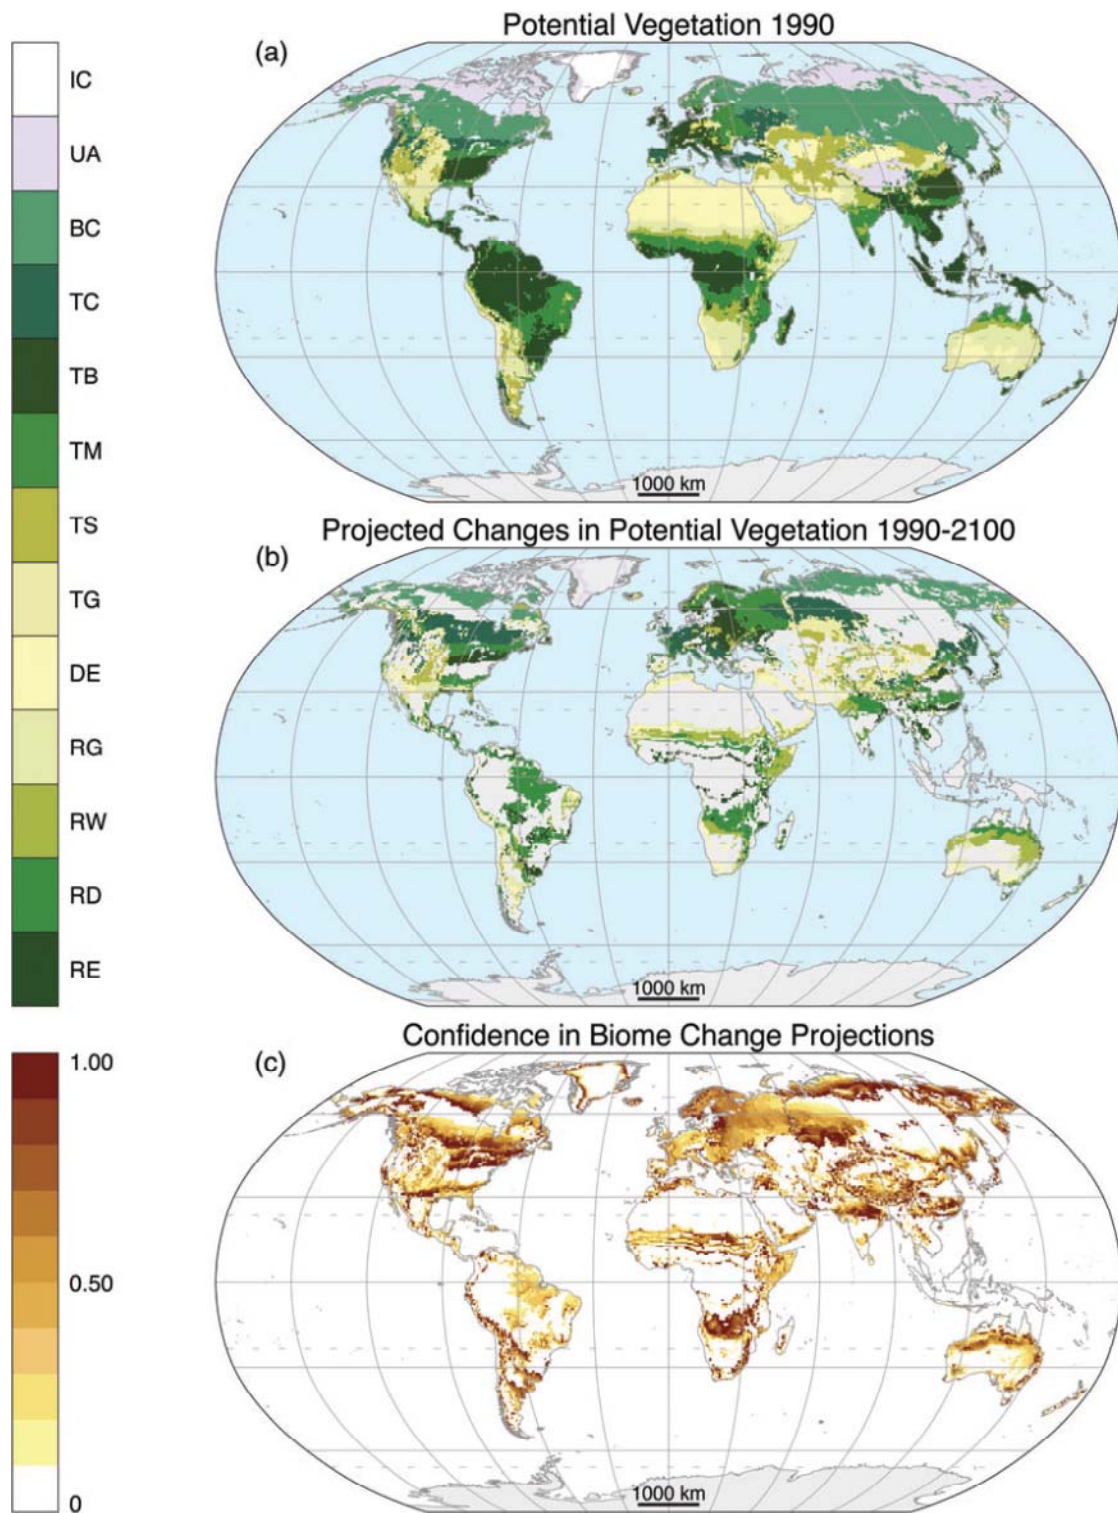 Potential Vegetation 1990
(a)
IC
UA
BC
TC
TB
TM
TS
TG
DE
RG
RW
RD
RE
1000 km
Projected Changes in Potential Vegetation 1990-2100
(b)
1000 km
Confidence in Biome Change Projections
(c)
1.00
0.50
0
1000 km